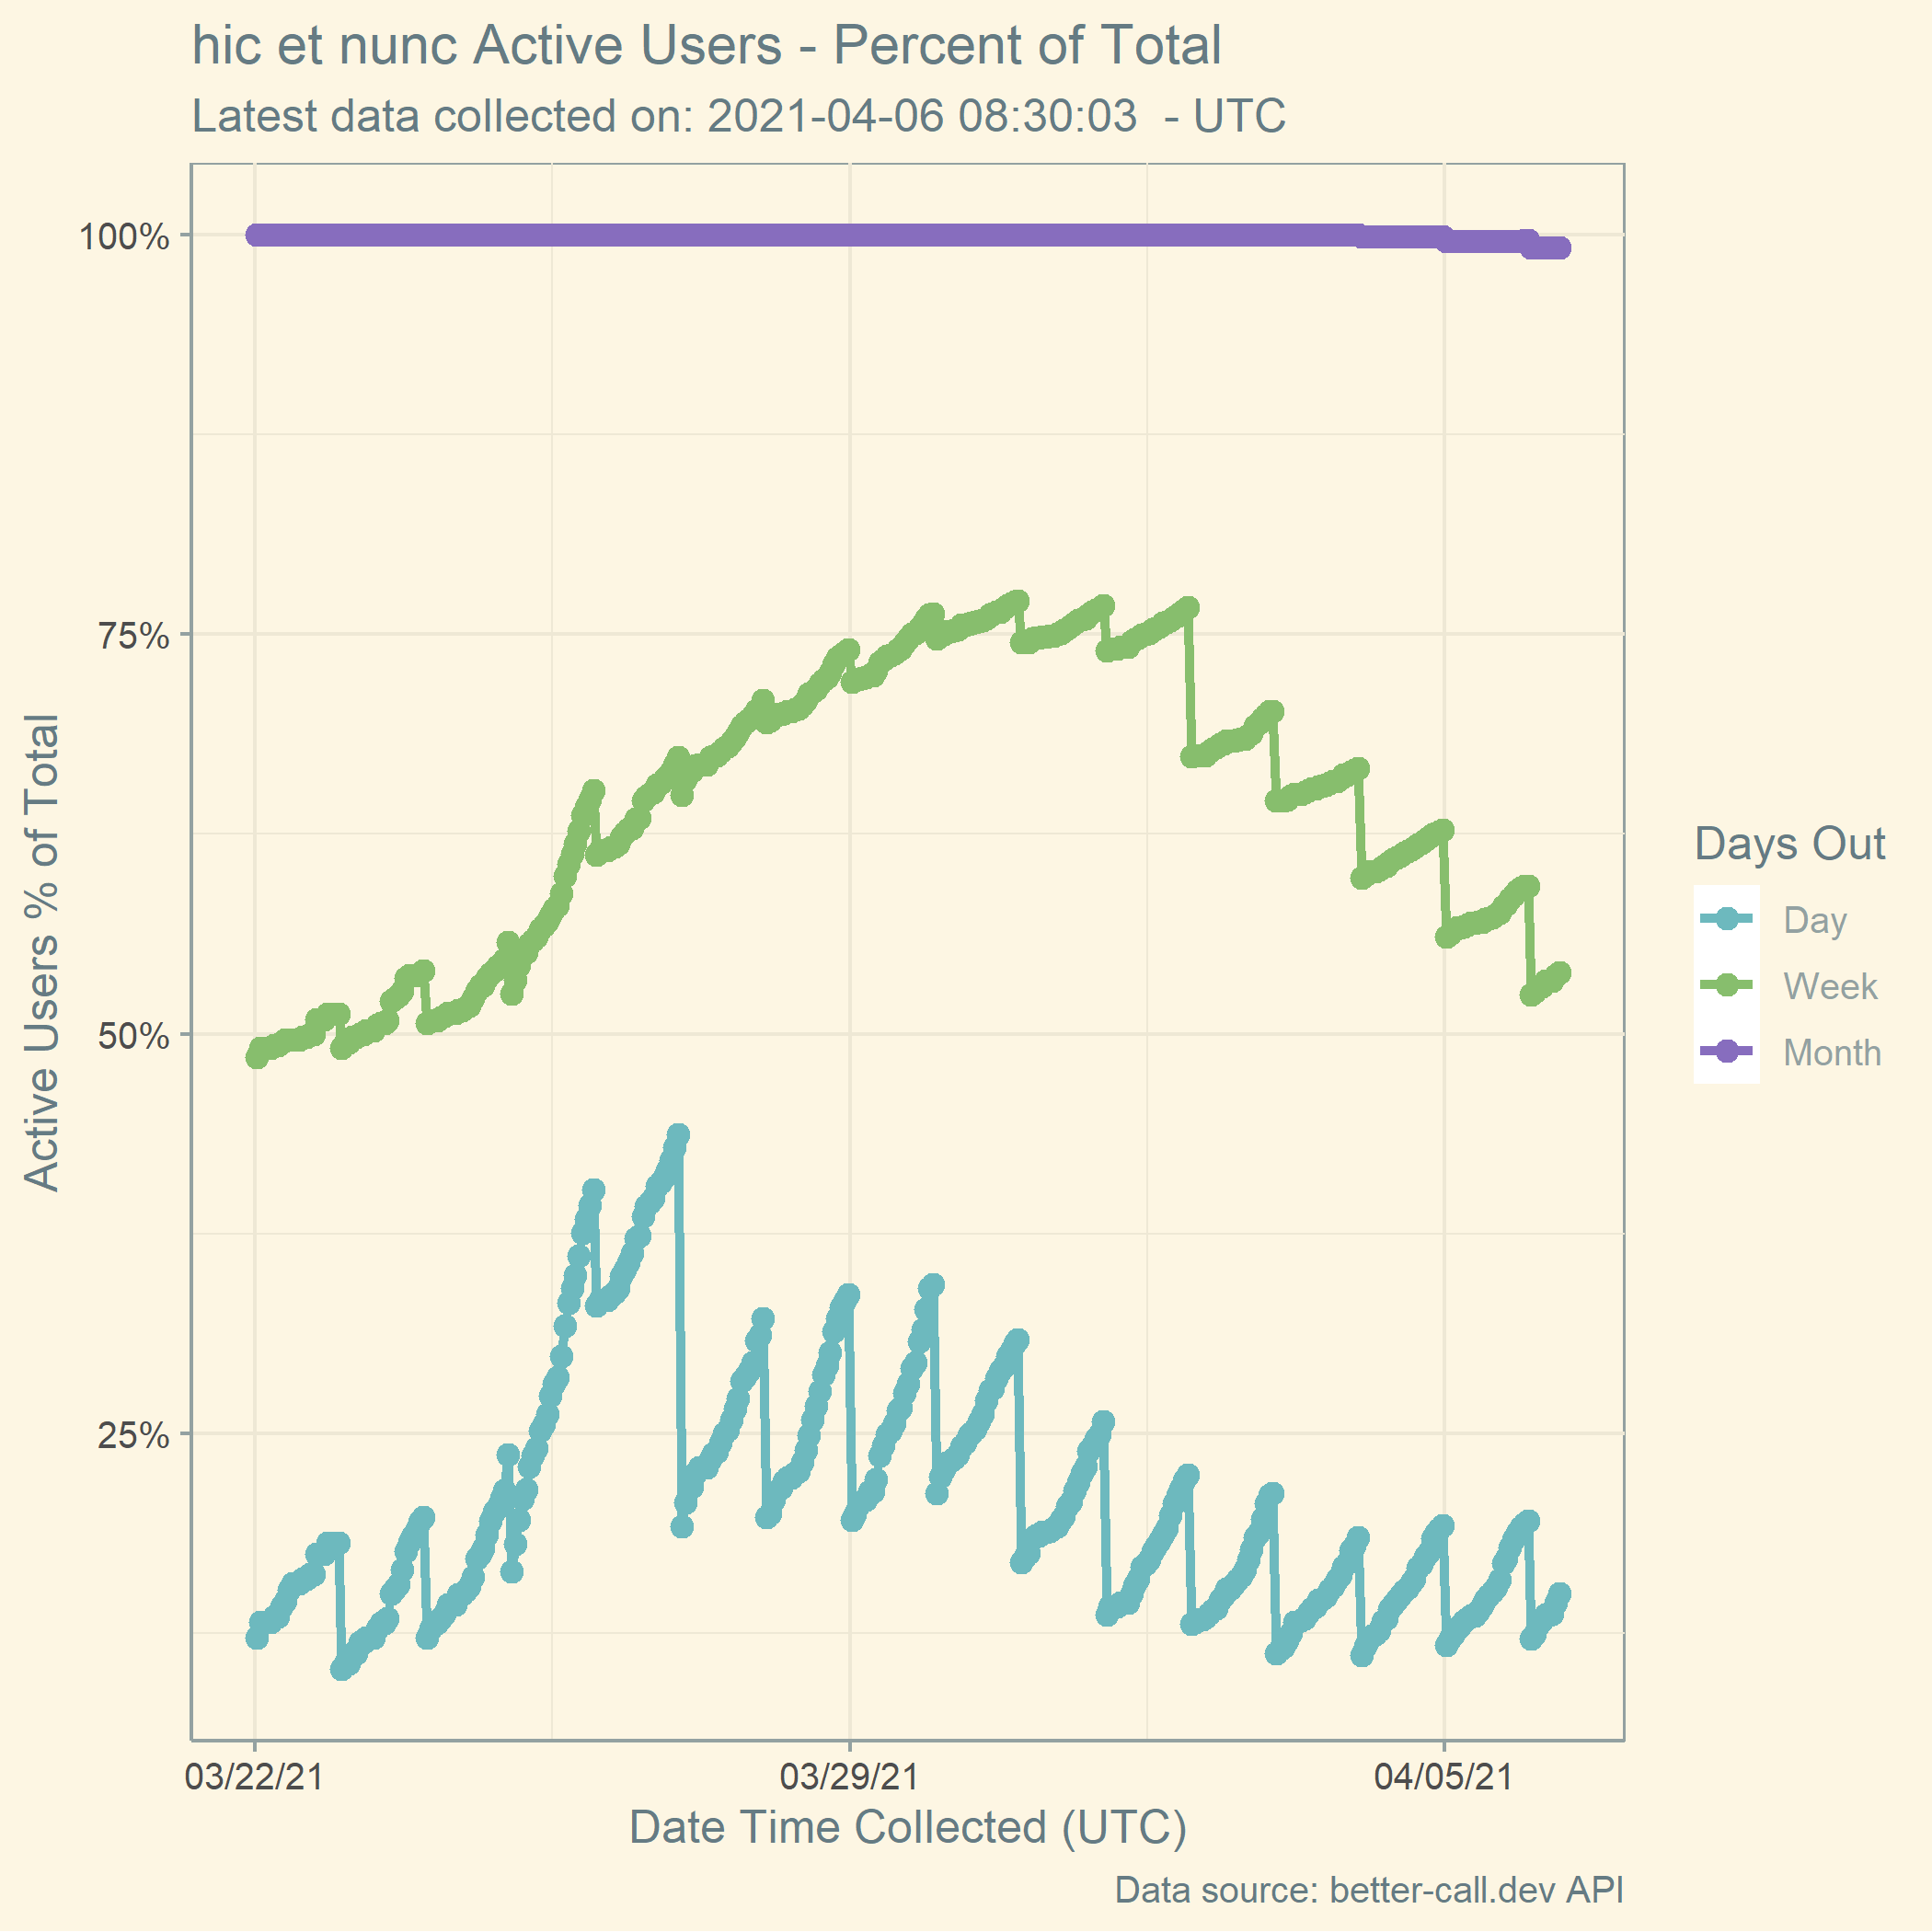 hic et nunc Active Users - Percent of Total
Latest data collected on: 2021-04-06 08:30:03  - UTC
100%
75%
50%
25%
Active Users % of Total
03/22/21
03/29/21
04/05/21
Date Time Collected (UTC)
Days Out
Day
Week
Month
Data source: better-call.dev API